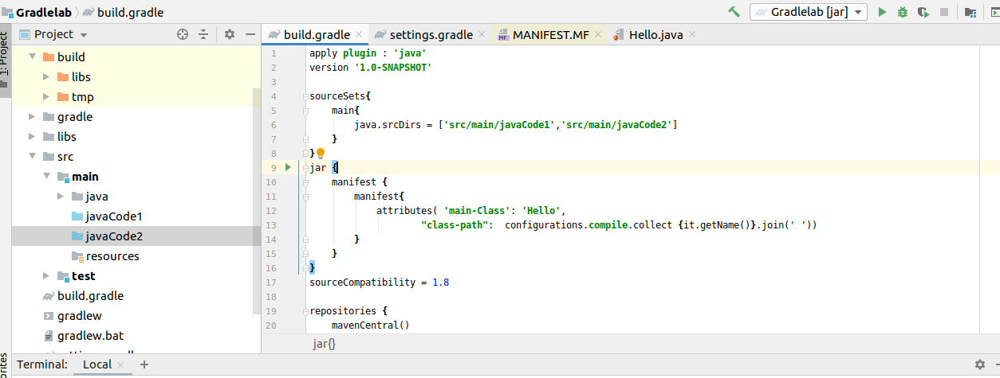 Gradlelab build.gradle Gradlelab [jar]
1: Project
Project
build
libs
tmp
gradle
libs
src
main
java
javaCode1
javaCode2
resources
test
build.gradle
gradlew
gradlew.bat
build.gradle settings.gradle MF MANIFEST.MF Hello.java
1 apply plugin : 'java'
2 version '1.0-SNAPSHOT'
3
4 sourceSets{
5 main{
6 java.srcDirs = ['src/main/javaCode1','src/main/javaCode2']
7 }
8 }
9 jar {
10 manifest {
11 manifest{
12 attributes( 'main-Class': 'Hello',
13 "class-path": configurations.compile.collect {it.getName()}.join(' '))
14 }
15 }
16 }
17 sourceCompatibility = 1.8
18
19 repositories {
20 mavenCentral()
jar{}
Terminal: Local +